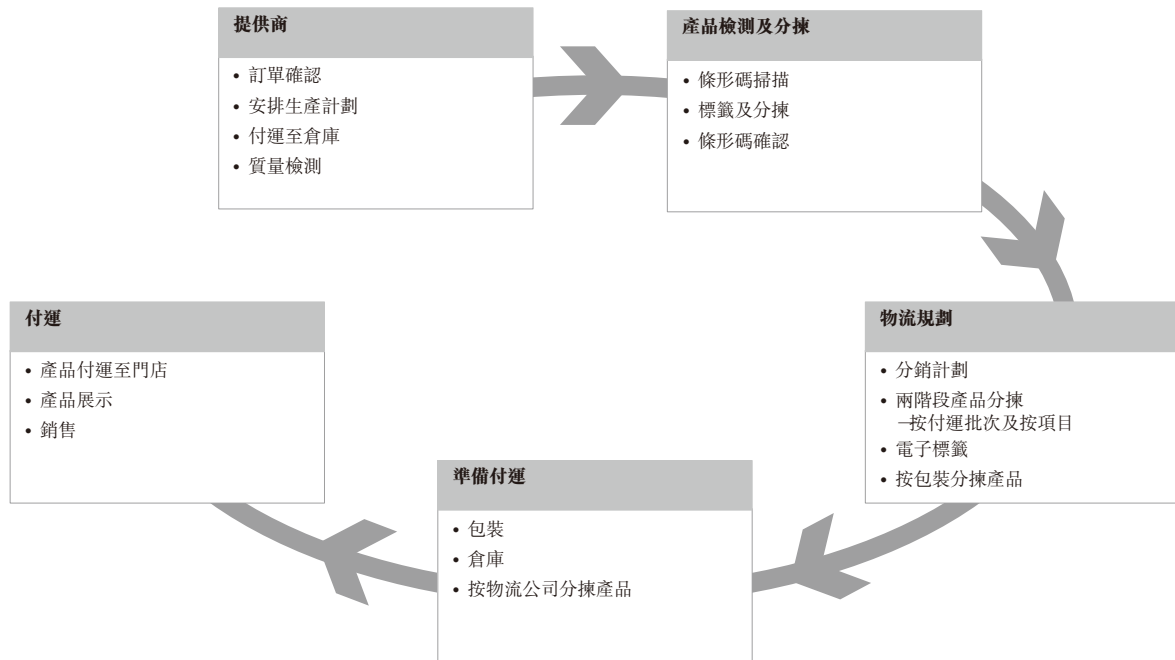 提供商
• 訂單確認
• 安排生產計劃
• 付運至倉庫
• 質量檢測
產品檢測及分揀
• 條形碼掃描
• 標籤及分揀
• 條形碼確認
物流規劃
• 分銷計劃
• 兩階段產品分揀
—按付運批次及按項目
• 電子標籤
• 按包裝分揀產品
準備付運
• 包裝
• 倉庫
• 按物流公司分揀產品
付運
• 產品付運至門店
• 產品展示
• 銷售